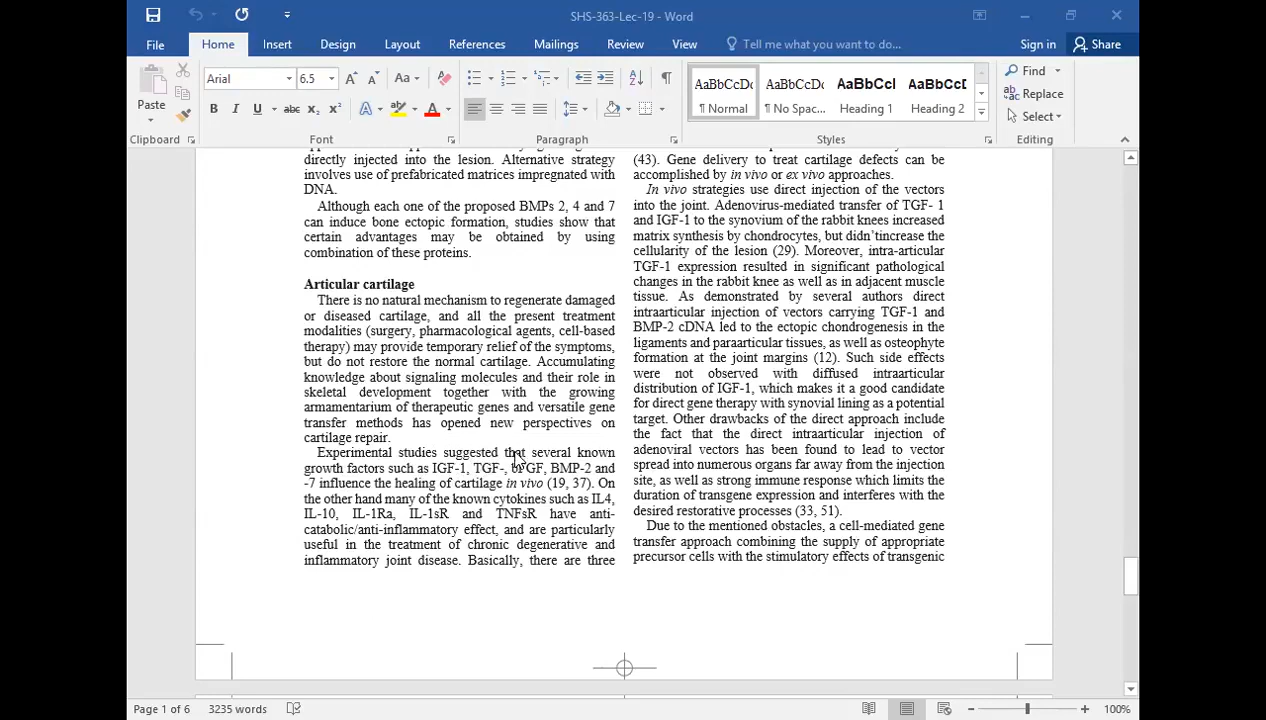 SHS-363-Lec-19 - Word
File Home Insert Design Layout References Mailings Review View Tell me what you want to do... Sign in Share
Paste
Clipboard
Arial 6.5
Font
Paragraph
AaBbCcDc AaBbCcDc AaBbCcI AaBbCcD
¶ Normal ¶ No Spac... Heading 1 Heading 2
Styles
Find
Replace
Select
Editing
directly injected into the lesion. Alternative strategy
involves use of prefabricated matrices impregnated with
DNA.
Although each one of the proposed BMPs 2, 4 and 7
can induce bone ectopic formation, studies show that
certain advantages may be obtained by using
combination of these proteins.
Articular cartilage
There is no natural mechanism to regenerate damaged
or diseased cartilage, and all the present treatment
modalities (surgery, pharmacological agents, cell-based
therapy) may provide temporary relief of the symptoms,
but do not restore the normal cartilage. Accumulating
knowledge about signaling molecules and their role in
skeletal development together with the growing
armamentarium of therapeutic genes and versatile gene
transfer methods has opened new perspectives on
cartilage repair.
Experimental studies suggested that several known
growth factors such as IGF-1, TGF-, bFGF, BMP-2 and
-7 influence the healing of cartilage in vivo (19, 37). On
the other hand many of the known cytokines such as IL4,
IL-10, IL-1Ra, IL-1sR and TNFsR have anti-
catabolic/anti-inflammatory effect, and are particularly
useful in the treatment of chronic degenerative and
inflammatory joint disease. Basically, there are three
(43). Gene delivery to treat cartilage defects can be
accomplished by in vivo or ex vivo approaches.
In vivo strategies use direct injection of the vectors
into the joint. Adenovirus-mediated transfer of TGF- 1
and IGF-1 to the synovium of the rabbit knees increased
matrix synthesis by chondrocytes, but didn'tincrease the
cellularity of the lesion (29). Moreover, intra-articular
TGF-1 expression resulted in significant pathological
changes in the rabbit knee as well as in adjacent muscle
tissue. As demonstrated by several authors direct
intraarticular injection of vectors carrying TGF-1 and
BMP-2 cDNA led to the ectopic chondrogenesis in the
ligaments and paraarticular tissues, as well as osteophyte
formation at the joint margins (12). Such side effects
were not observed with diffused intraarticular
distribution of IGF-1, which makes it a good candidate
for direct gene therapy with synovial lining as a potential
target. Other drawbacks of the direct approach include
the fact that the direct intraarticular injection of
adenoviral vectors has been found to lead to vector
spread into numerous organs far away from the injection
site, as well as strong immune response which limits the
duration of transgene expression and interferes with the
desired restorative processes (33, 51).
Due to the mentioned obstacles, a cell-mediated gene
transfer approach combining the supply of appropriate
precursor cells with the stimulatory effects of transgenic
Page 1 of 6 3235 words 100%